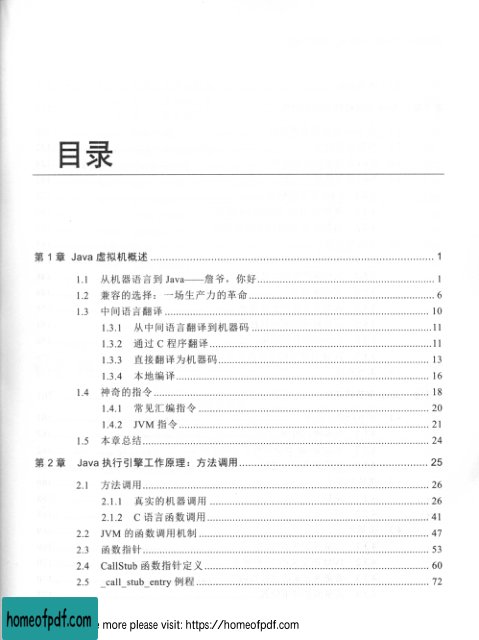 目录
第 1 章 Java 虚拟机概述 1
1.1 从机器语言到 Java——詹爷，你好 1
1.2 兼容的选择：一场生产力的革命 6
1.3 中间语言翻译 10
1.3.1 从中间语言翻译到机器码 11
1.3.2 通过 C 程序翻译 11
1.3.3 直接翻译为机器码 13
1.3.4 本地编译 16
1.4 神奇的指令 18
1.4.1 常见汇编指令 20
1.4.2 JVM 指令 21
1.5 本章总结 24
第 2 章 Java 执行引擎工作原理：方法调用 25
2.1 方法调用 26
2.1.1 真实的机器调用 26
2.1.2 C 语言函数调用 41
2.2 JVM 的函数调用机制 47
2.3 函数指针 53
2.4 CallStub 函数指针定义 60
2.5 _call_stub_entry 例程 72
homeofpdf.com
e more please visit: https://homeofpdf.com